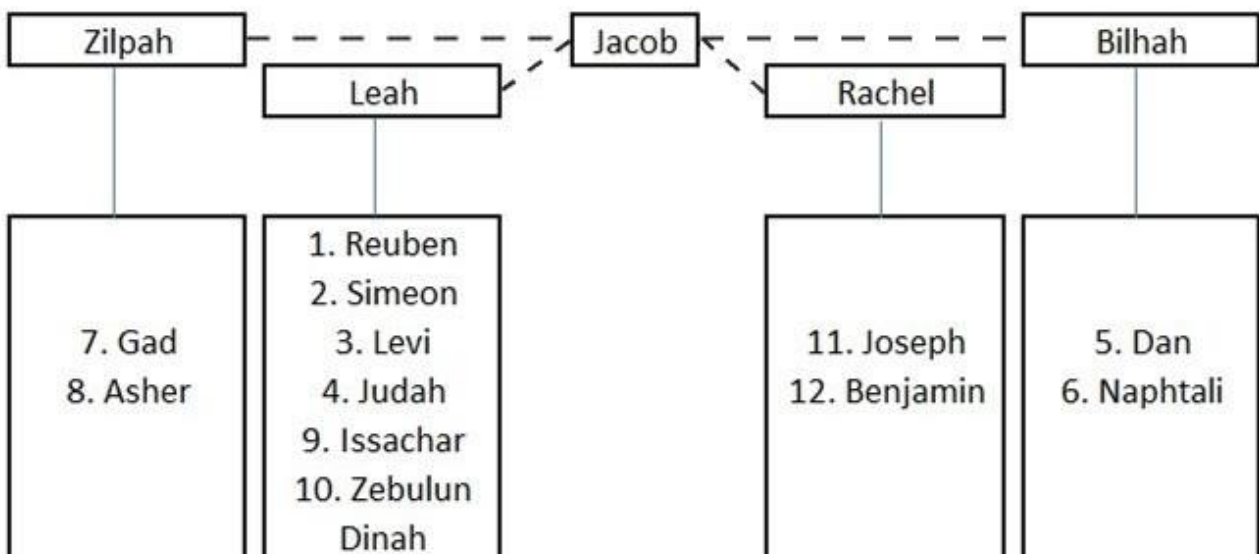 Zilpah
Jacob
Bilhah
Leah
Rachel
7. Gad
8. Asher
1. Reuben
2. Simeon
3. Levi
4. Judah
9. Issachar
10. Zebulun
Dinah
11. Joseph
12. Benjamin
5. Dan
6. Naphtali